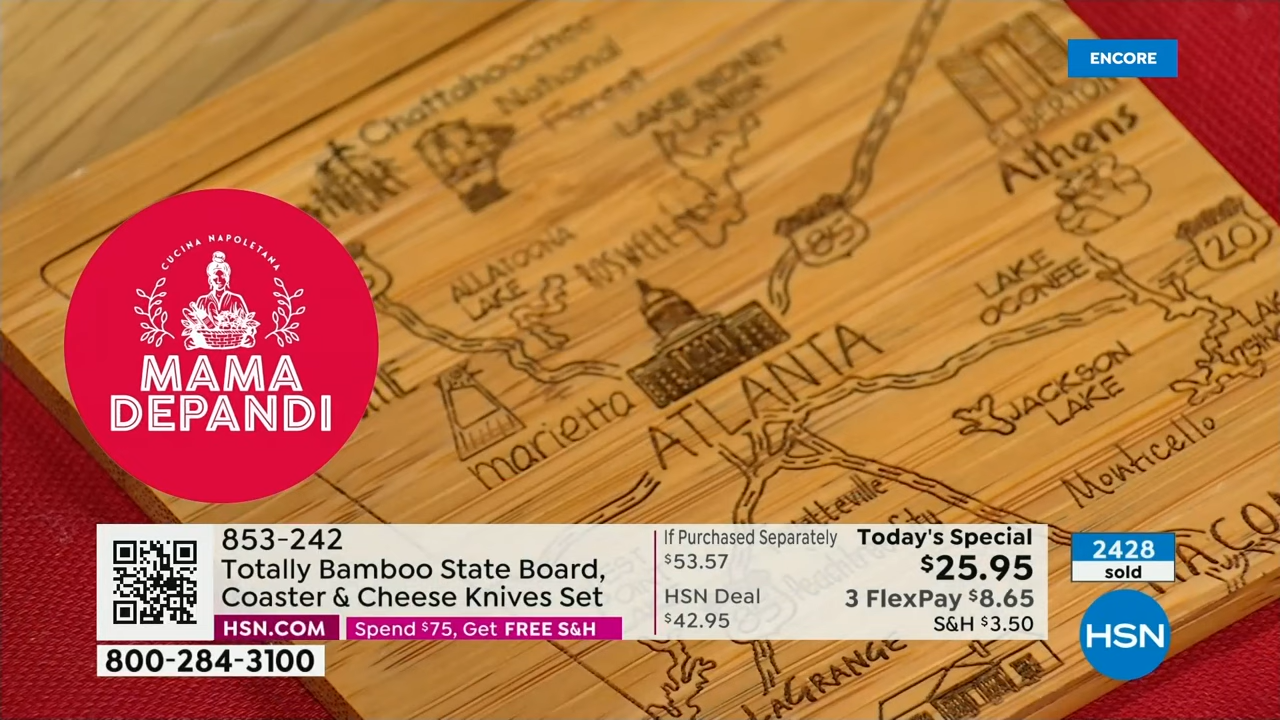 ENCORE
Chattahoochee
National
Forest
LAKE SIDNEY
LANIER
ELBERTON
Athens
ROSWELL
ALLATOONA
LAKE
85
20
LAKE
OCONEE
CUCINA NAPOLETANA
MAMA
DEPANDI
marietta
ATLANTA
JACKSON
LAKE
Monticello
MACON
LAGRANGE
853-242
Totally Bamboo State Board,
Coaster & Cheese Knives Set
HSN.COM
Spend $75, Get FREE S&H
800-284-3100
If Purchased Separately
$53.57
HSN Deal
$42.95
Today's Special
$25.95
3 FlexPay $8.65
S&H $3.50
2428
sold
HSN